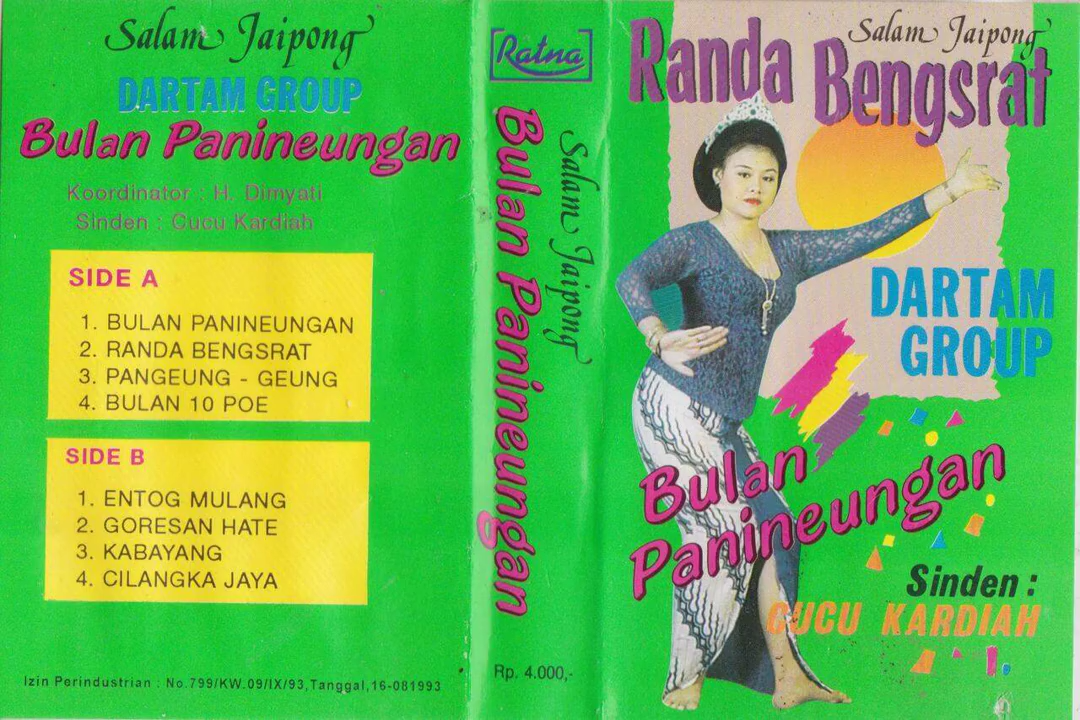 Salam Jaipong
DARTAM GROUP
Bulan Panineungan
Koordinator : H. Dimyati
Sinden : Cucu Kardiah
SIDE A
1. BULAN PANINEUNGAN
2. RANDA BENGSRAT
3. PANGEUNG - GEUNG
4. BULAN 10 POE
SIDE B
1. ENTOG MULANG
2. GORESAN HATE
3. KABAYANG
4. CILANGKA JAYA
Izin Perindustrian : No.799/KW.09/IX/93,Tanggal,16-081993
Ratna
Salam Jaipong
Bulan Panineungan
Rp. 4.000,-
Salam Jaipong
Randa Bengsrat
DARTAM
GROUP
Bulan
Panineungan
Sinden :
CUCU KARDIAH